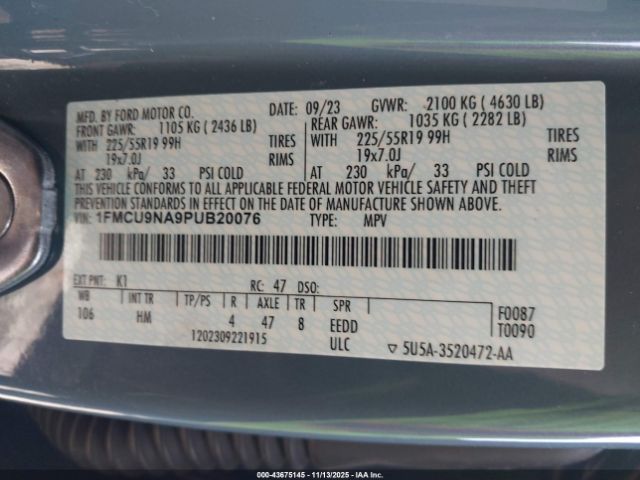 MFD. BY FORD MOTOR CO.
DATE: 09/23 GVWR: 2100 KG ( 4630 LB)
FRONT GAWR: 1105 KG ( 2436 LB) REAR GAWR: 1035 KG ( 2282 LB)
WITH 225/55R19 99H TIRES WITH 225/55R19 99H TIRES
19x7.0J RIMS 19x7.0J RIMS
AT 230 kPa/ 33 PSI COLD AT 230 kPa/ 33 PSI COLD
THIS VEHICLE CONFORMS TO ALL APPLICABLE FEDERAL MOTOR VEHICLE SAFETY AND THEFT
PREVENTION STANDARDS IN EFFECT ON THE DATE OF MANUFACTURE SHOWN ABOVE.
VIN: 1FMCU9NA9PUB20076 TYPE: MPV
EXT PNT: K1 RC: 47 DSO:
WB INT TR TP/PS R AXLE TR SPR F0087
106 HM 4 47 8 EEDD T0090
1202309221915 ULC ▽ 5U5A-3520472-AA
© - 43675145 - 11/13/2025 - IAA Inc.